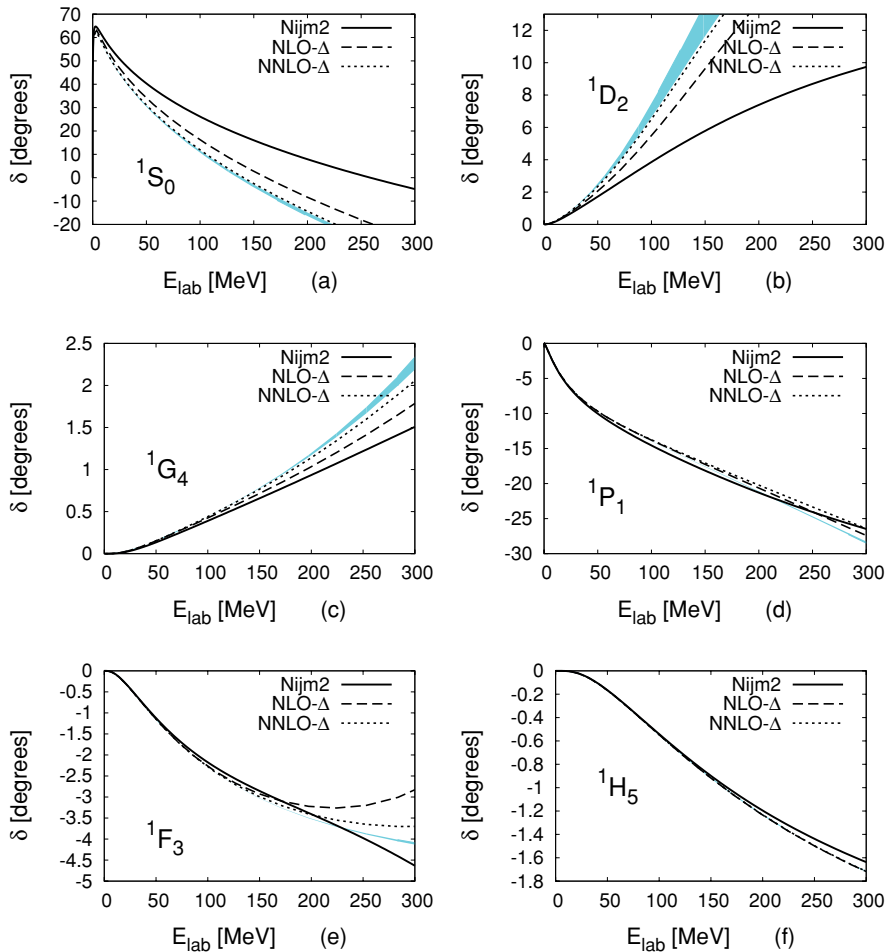 70
60
50
40
30
20
10
0
-10
-20
δ [degrees]
Nijm2
NLO-Δ
NNLO-Δ
¹S₀
0 50 100 150 200 250 300
E_lab [MeV] (a)
12
10
8
6
4
2
0
δ [degrees]
Nijm2
NLO-Δ
NNLO-Δ
¹D₂
0 50 100 150 200 250 300
E_lab [MeV] (b)
2.5
2
1.5
1
0.5
0
δ [degrees]
Nijm2
NLO-Δ
NNLO-Δ
¹G₄
0 50 100 150 200 250 300
E_lab [MeV] (c)
0
-5
-10
-15
-20
-25
-30
δ [degrees]
Nijm2
NLO-Δ
NNLO-Δ
¹P₁
0 50 100 150 200 250 300
E_lab [MeV] (d)
0
-0.5
-1
-1.5
-2
-2.5
-3
-3.5
-4
-4.5
-5
δ [degrees]
Nijm2
NLO-Δ
NNLO-Δ
¹F₃
0 50 100 150 200 250 300
E_lab [MeV] (e)
0
-0.2
-0.4
-0.6
-0.8
-1
-1.2
-1.4
-1.6
-1.8
δ [degrees]
Nijm2
NLO-Δ
NNLO-Δ
¹H₅
0 50 100 150 200 250 300
E_lab [MeV] (f)